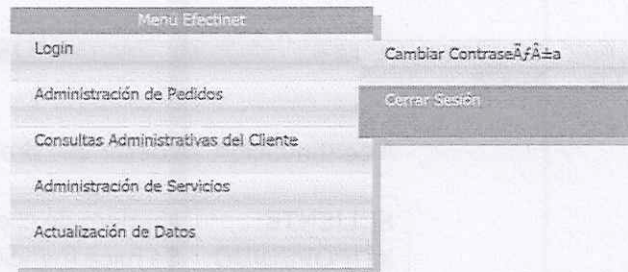 Menú Efectinet
Login
Cambiar ContraseÃƒÂ±a
Administración de Pedidos
Cerrar Sesión
Consultas Administrativas del Cliente
Administración de Servicios
Actualización de Datos